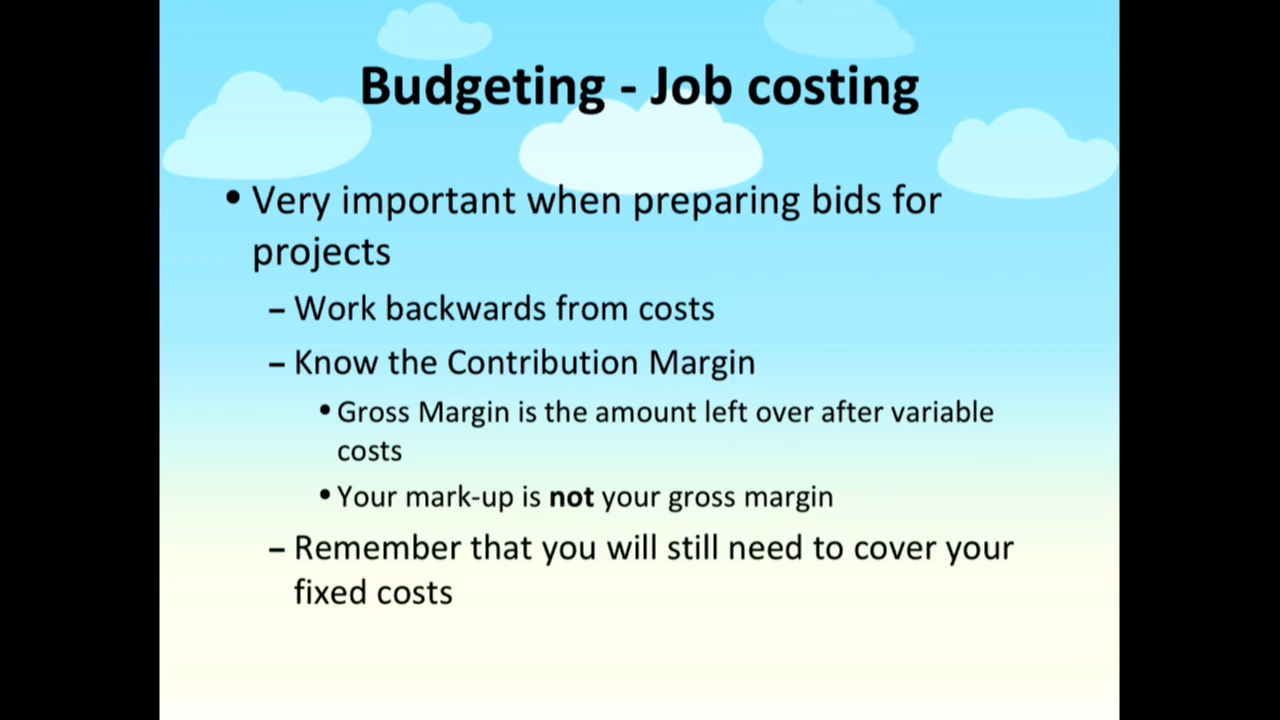 Budgeting - Job costing
• Very important when preparing bids for
projects
– Work backwards from costs
– Know the Contribution Margin
• Gross Margin is the amount left over after variable
costs
• Your mark-up is not your gross margin
– Remember that you will still need to cover your
fixed costs